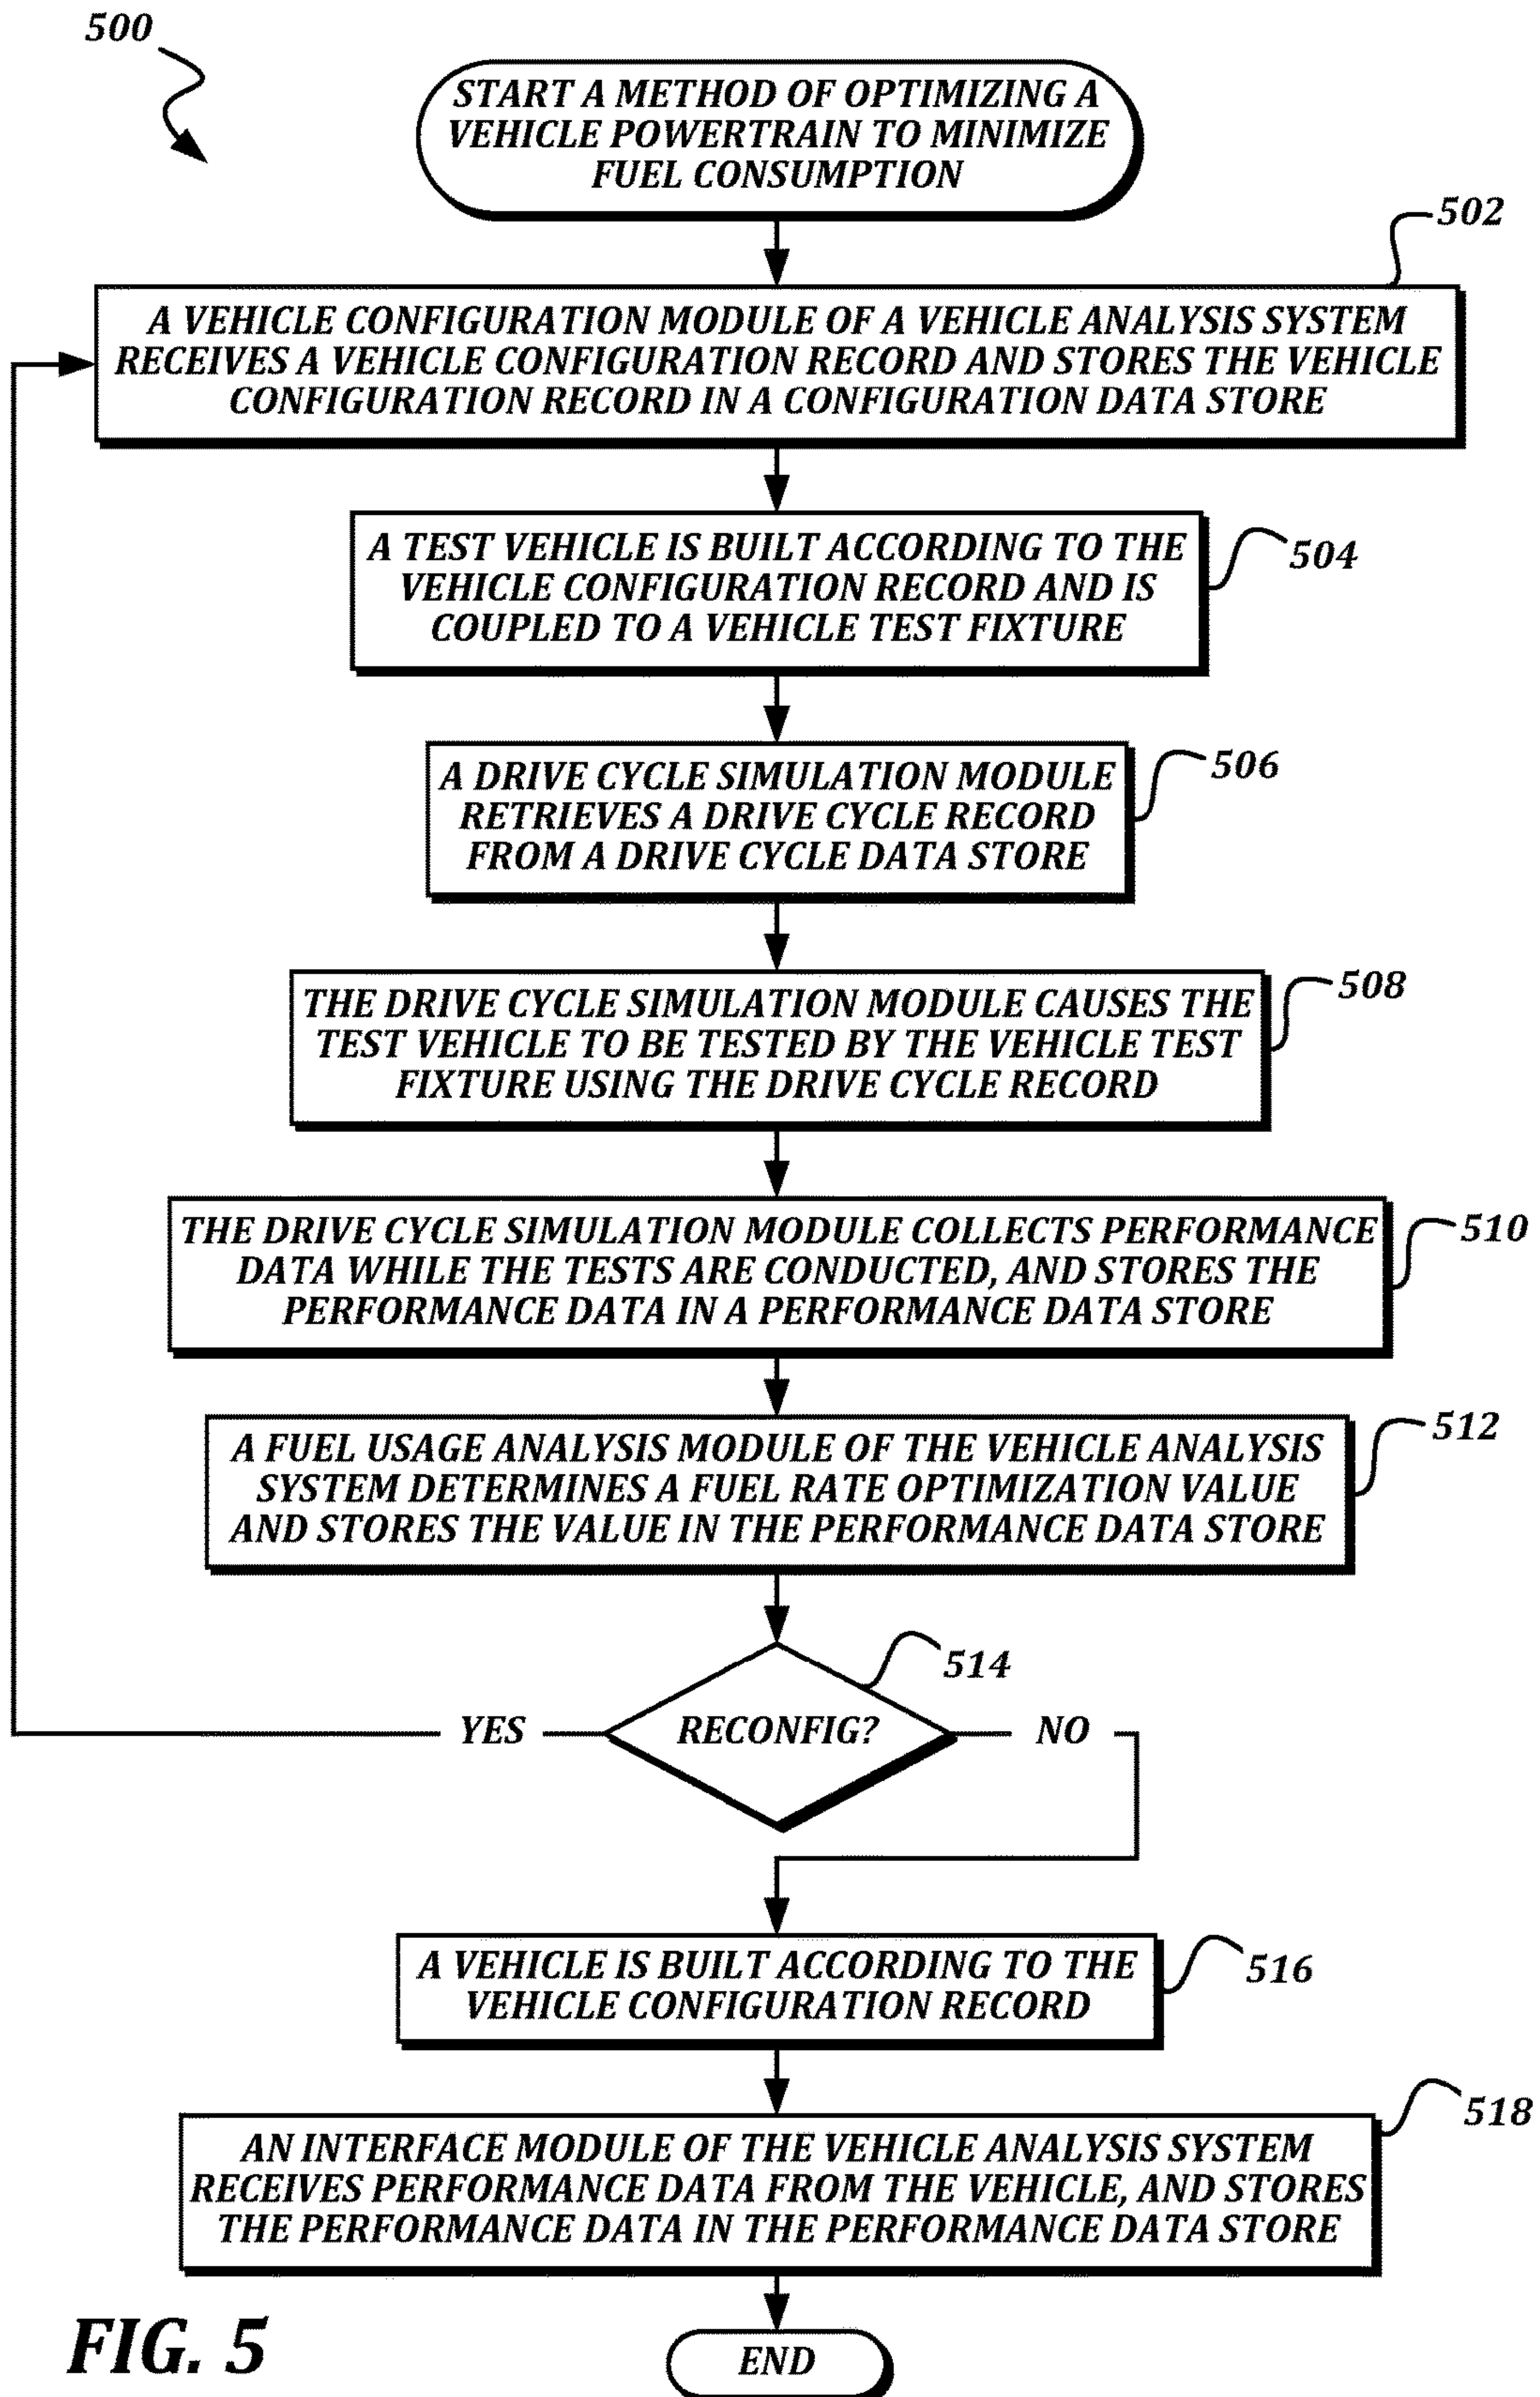 500
START A METHOD OF OPTIMIZING A
VEHICLE POWERTRAIN TO MINIMIZE
FUEL CONSUMPTION
502
A VEHICLE CONFIGURATION MODULE OF A VEHICLE ANALYSIS SYSTEM
RECEIVES A VEHICLE CONFIGURATION RECORD AND STORES THE VEHICLE
CONFIGURATION RECORD IN A CONFIGURATION DATA STORE
504
A TEST VEHICLE IS BUILT ACCORDING TO THE
VEHICLE CONFIGURATION RECORD AND IS
COUPLED TO A VEHICLE TEST FIXTURE
506
A DRIVE CYCLE SIMULATION MODULE
RETRIEVES A DRIVE CYCLE RECORD
FROM A DRIVE CYCLE DATA STORE
508
THE DRIVE CYCLE SIMULATION MODULE CAUSES THE
TEST VEHICLE TO BE TESTED BY THE VEHICLE TEST
FIXTURE USING THE DRIVE CYCLE RECORD
510
THE DRIVE CYCLE SIMULATION MODULE COLLECTS PERFORMANCE
DATA WHILE THE TESTS ARE CONDUCTED, AND STORES THE
PERFORMANCE DATA IN A PERFORMANCE DATA STORE
512
A FUEL USAGE ANALYSIS MODULE OF THE VEHICLE ANALYSIS
SYSTEM DETERMINES A FUEL RATE OPTIMIZATION VALUE
AND STORES THE VALUE IN THE PERFORMANCE DATA STORE
514
YES
RECONFIG?
NO
516
A VEHICLE IS BUILT ACCORDING TO THE
VEHICLE CONFIGURATION RECORD
518
AN INTERFACE MODULE OF THE VEHICLE ANALYSIS SYSTEM
RECEIVES PERFORMANCE DATA FROM THE VEHICLE, AND STORES
THE PERFORMANCE DATA IN THE PERFORMANCE DATA STORE
END
FIG. 5